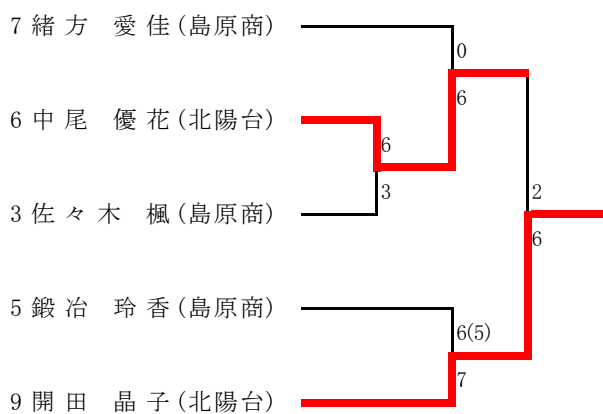 7 緒 方　愛 佳 (島原商)
0
6
6 中 尾　優 花 (北陽台)
6
3
2
3 佐 々 木　楓 (島原商)
6
5 鍛 冶　玲 香 (島原商)
6(5)
7
9 開 田　晶 子 (北陽台)